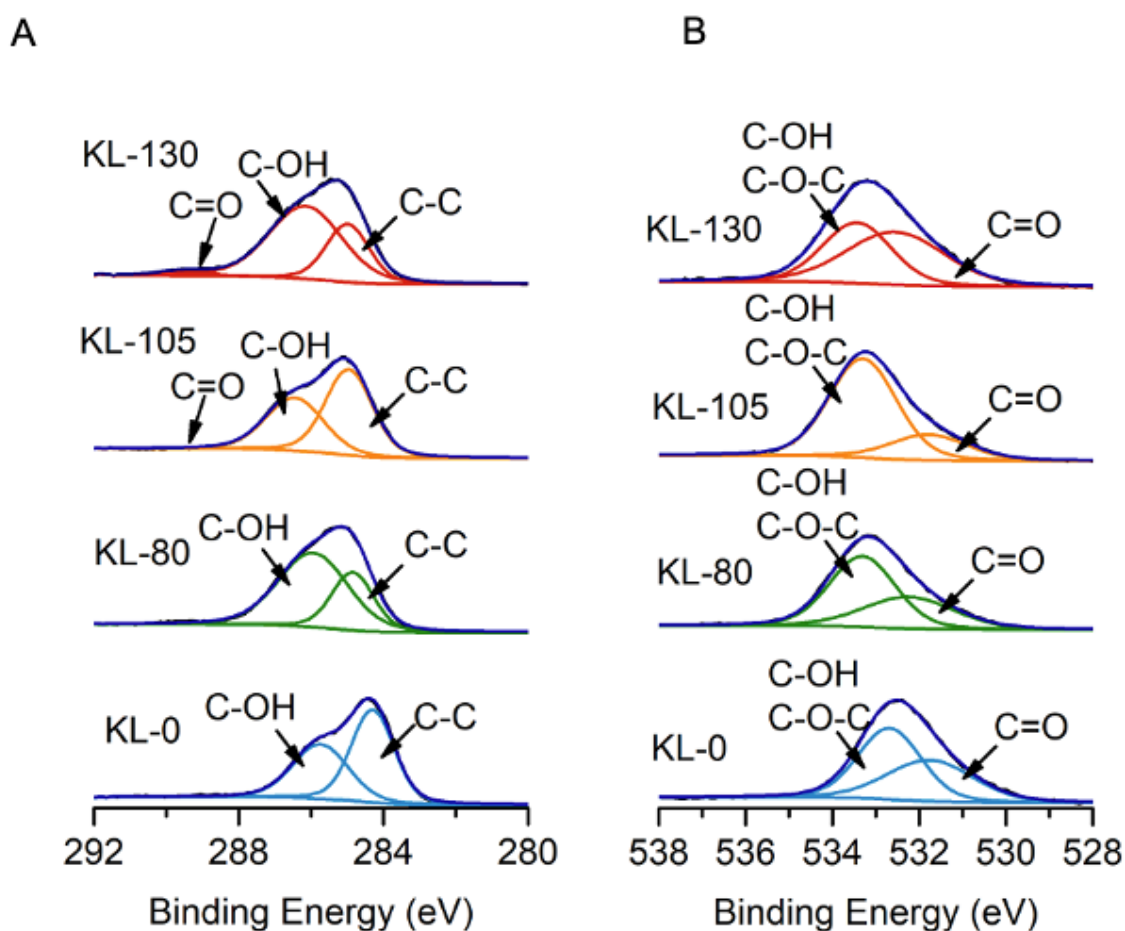 A
KL-130
C-OH
C=O
C-C
KL-105
C-OH
C=O
C-C
KL-80
C-OH
C-C
KL-0
C-OH
C-C
292 288 284 280
Binding Energy (eV)
B
C-OH
C-O-C
KL-130
C=O
C-OH
C-O-C
KL-105
C=O
C-OH
C-O-C
KL-80
C=O
C-OH
C-O-C
KL-0
C=O
538 536 534 532 530 528
Binding Energy (eV)